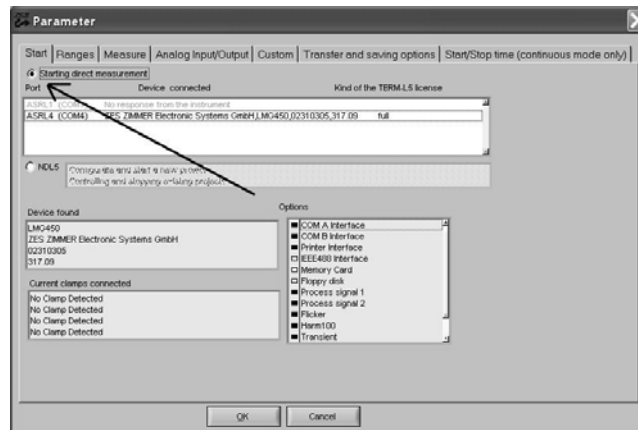 Parameter
Start Ranges Measure Analog Input/Output Custom Transfer and saving options Start/Stop time (continuous mode only)
Starting direct measurement
Port Device connected Kind of the TERM-L5 license
ASRL1 (COM1) No response from the instrument
ASRL4 (COM4) ZES ZIMMER Electronic Systems GmbH,LMG450,02310305,317.09 full
NDL5
Configurate and start a new project
Controlling and stopping existing projects
Device found
LMG450
ZES ZIMMER Electronic Systems GmbH
02310305
317.09
Current clamps connected
No Clamp Detected
No Clamp Detected
No Clamp Detected
No Clamp Detected
Options
COM A Interface
COM B Interface
Printer Interface
IEEE488 Interface
Memory Card
Floppy disk
Process signal 1
Process signal 2
Flicker
Harm100
Transient
OK Cancel